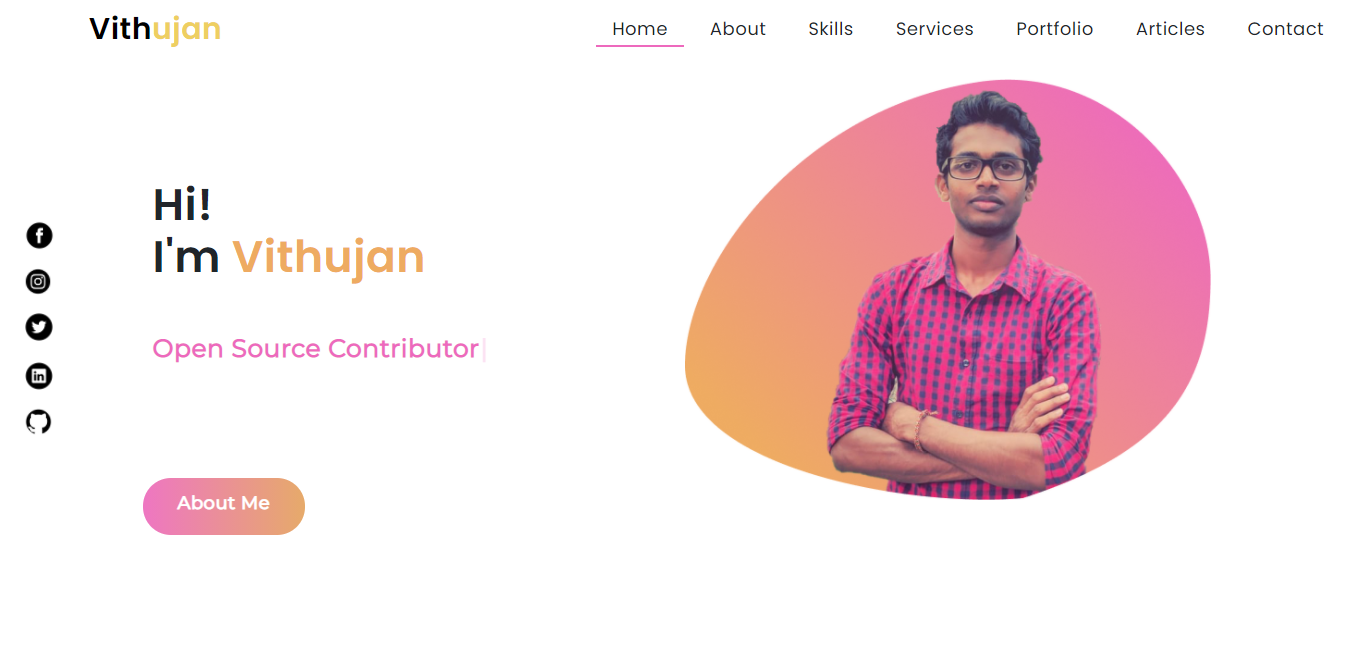 Vithujan
Home About Skills Services Portfolio Articles Contact
Hi!
I'm Vithujan
Open Source Contributor
About Me